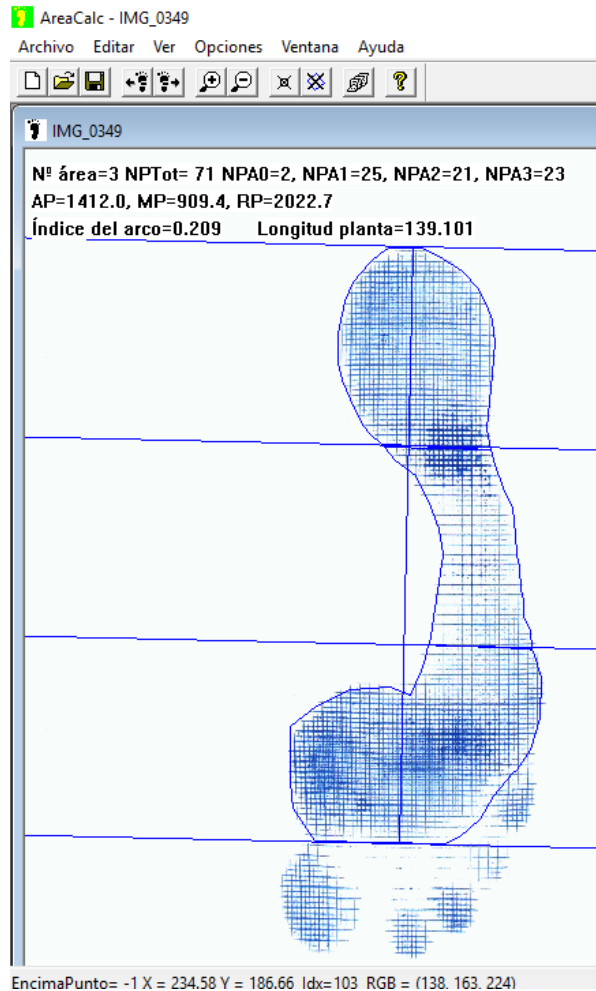 AreaCalc - IMG_0349
Archivo Editar Ver Opciones Ventana Ayuda
IMG_0349
Nº área=3 NPTot= 71 NPA0=2, NPA1=25, NPA2=21, NPA3=23
AP=1412.0, MP=909.4, RP=2022.7
Índice del arco=0.209 Longitud planta=139.101
EncimaPunto= -1 X = 234.58 Y = 186.66 Idx=103 RGB = (138, 163, 224)